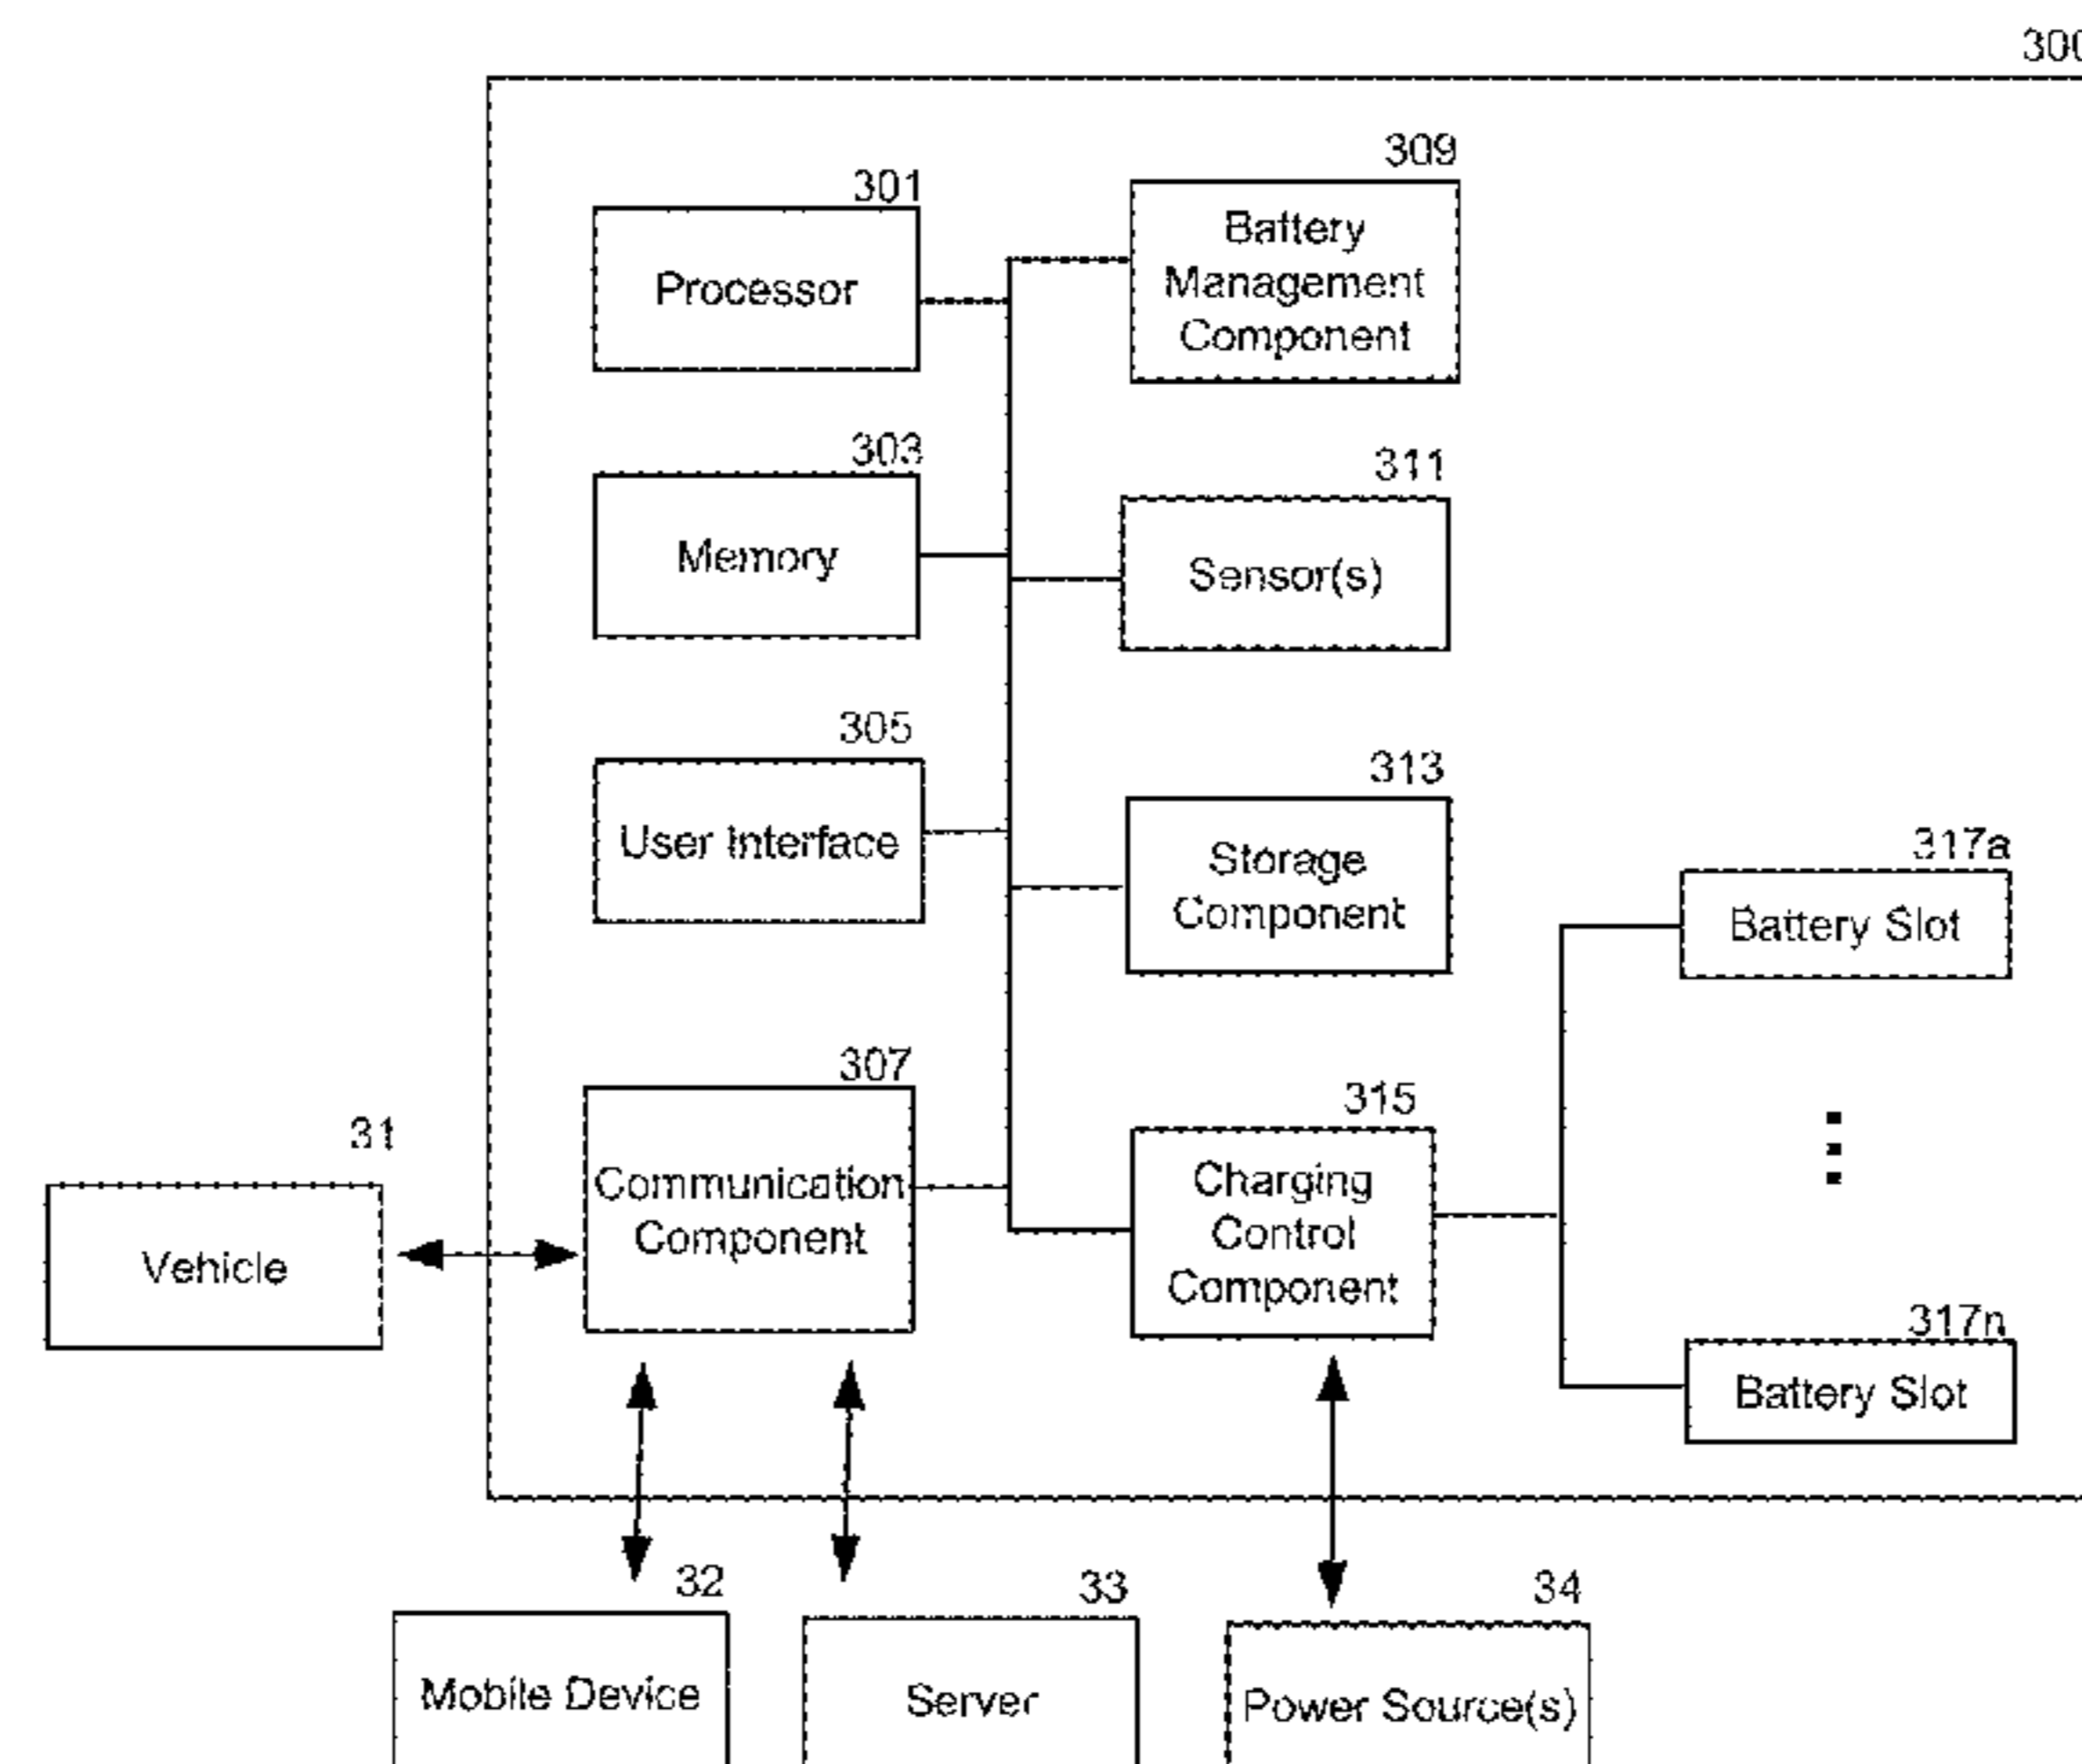 300
309
301
Battery
Management
Component
Processor
303
311
Memory
Sensor(s)
305
313
User Interface
Storage
Component
317a
Battery Slot
307
315
31
Communication
Component
Charging
Control
Component
Vehicle
317n
Battery Slot
32
33
34
Mobile Device
Server
Power Source(s)